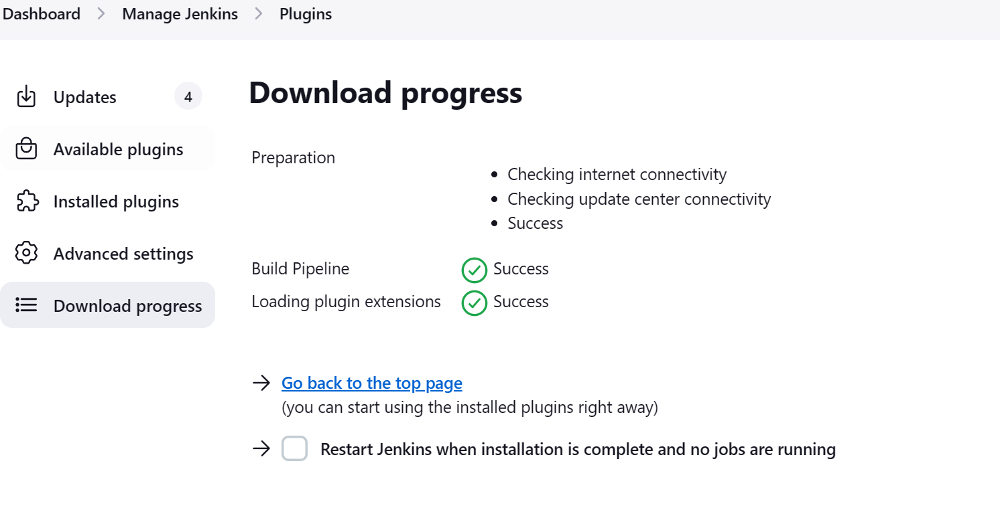 Dashboard > Manage Jenkins > Plugins
Updates 4
Available plugins
Installed plugins
Advanced settings
Download progress
Download progress
Preparation
• Checking internet connectivity
• Checking update center connectivity
• Success
Build Pipeline Success
Loading plugin extensions Success
→ Go back to the top page
(you can start using the installed plugins right away)
→ Restart Jenkins when installation is complete and no jobs are running